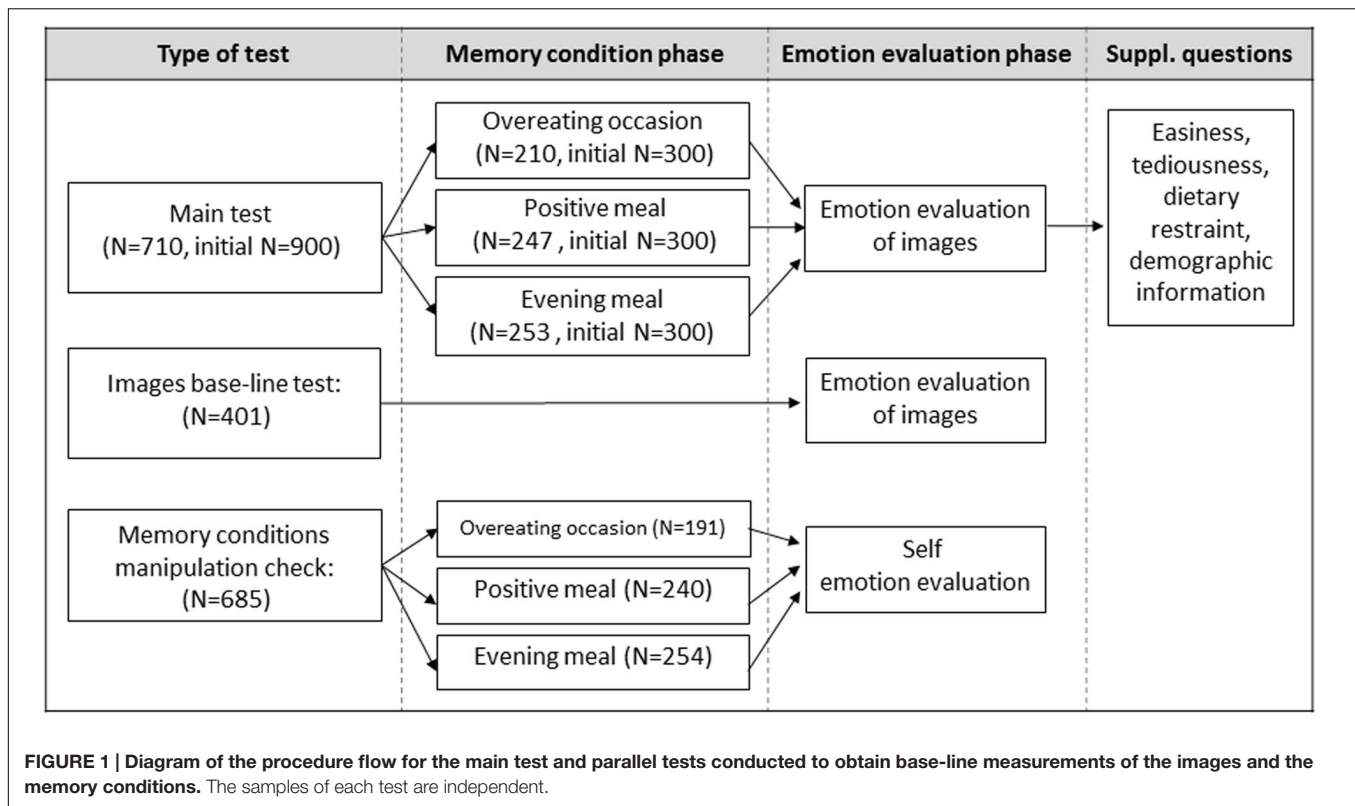 Type of test
Memory condition phase
Emotion evaluation phase
Suppl. questions
Main test
(N=710, initial N=900)
Overeating occasion
(N=210, initial N=300)
Positive meal
(N=247 , initial N=300)
Evening meal
(N=253 , initial N=300)
Emotion evaluation
of images
Easiness,
tediousness,
dietary
restraint,
demographic
information
Images base-line test:
(N=401)
Emotion evaluation
of images
Memory conditions
manipulation check:
(N=685)
Overeating occasion (N=191)
Positive meal (N=240)
Evening meal (N=254)
Self
emotion evaluation
FIGURE 1 | Diagram of the procedure flow for the main test and parallel tests conducted to obtain base-line measurements of the images and the
memory conditions. The samples of each test are independent.